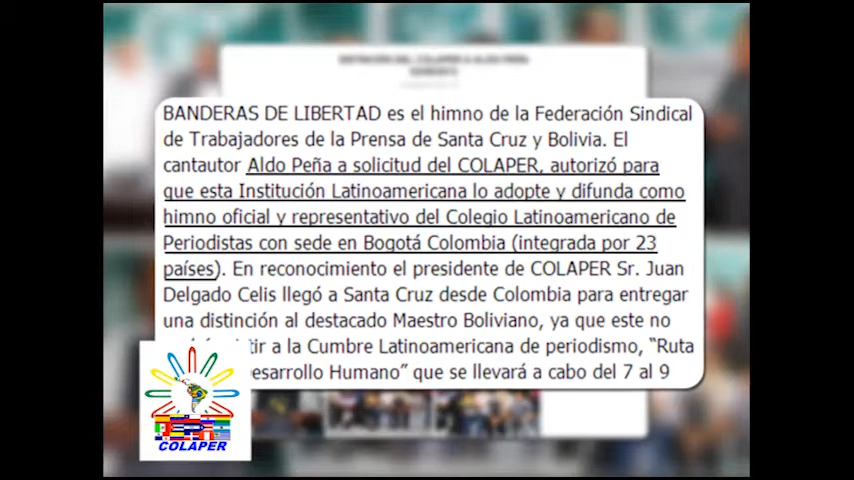 BANDERAS DE LIBERTAD es el himno de la Federación Sindical
de Trabajadores de la Prensa de Santa Cruz y Bolivia. El
cantautor Aldo Peña a solicitud del COLAPER, autorizó para
que esta Institución Latinoamericana lo adopte y difunda como
himno oficial y representativo del Colegio Latinoamericano de
Periodistas con sede en Bogotá Colombia (integrada por 23
países). En reconocimiento el presidente de COLAPER Sr. Juan
Delgado Celis llegó a Santa Cruz desde Colombia para entregar
una distinción al destacado Maestro Boliviano, ya que este no
a la Cumbre Latinoamericana de periodismo, “Ruta
Desarrollo Humano” que se llevará a cabo del 7 al 9
COLAPER